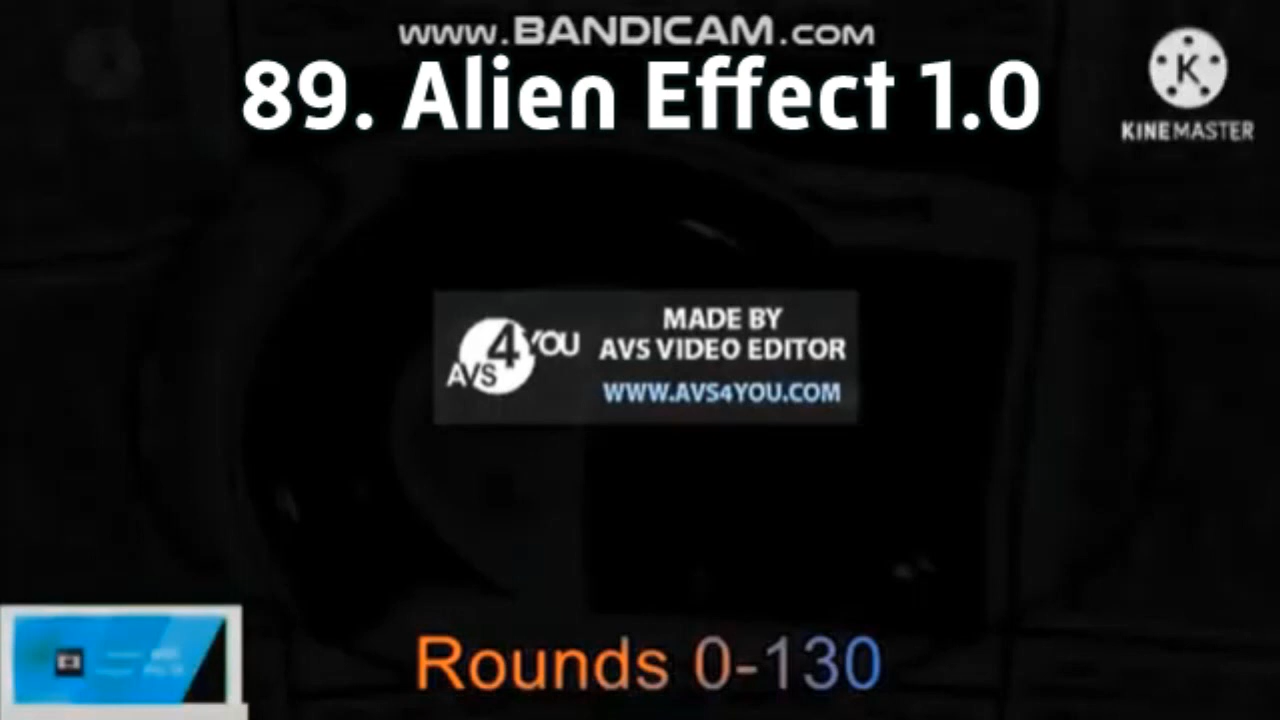 www.BANDICAM.com
89. Alien Effect 1.0
K
KINEMASTER
AVS4YOU
MADE BY
AVS VIDEO EDITOR
WWW.AVS4YOU.COM
Rounds 0-130